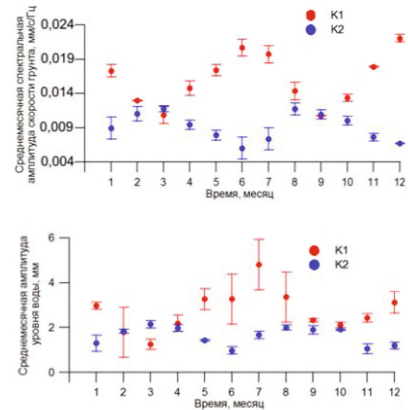 Среднемесячная спектральная
амплитуда скорости грунта, мм/с/Гц
0,024
0,019
0,014
0,009
0,004
K1
K2
1 2 3 4 5 6 7 8 9 10 11 12
Время, месяц
Среднемесячная амплитуда
уровня воды, мм
6
4
2
0
K1
K2
1 2 3 4 5 6 7 8 9 10 11 12
Время, месяц